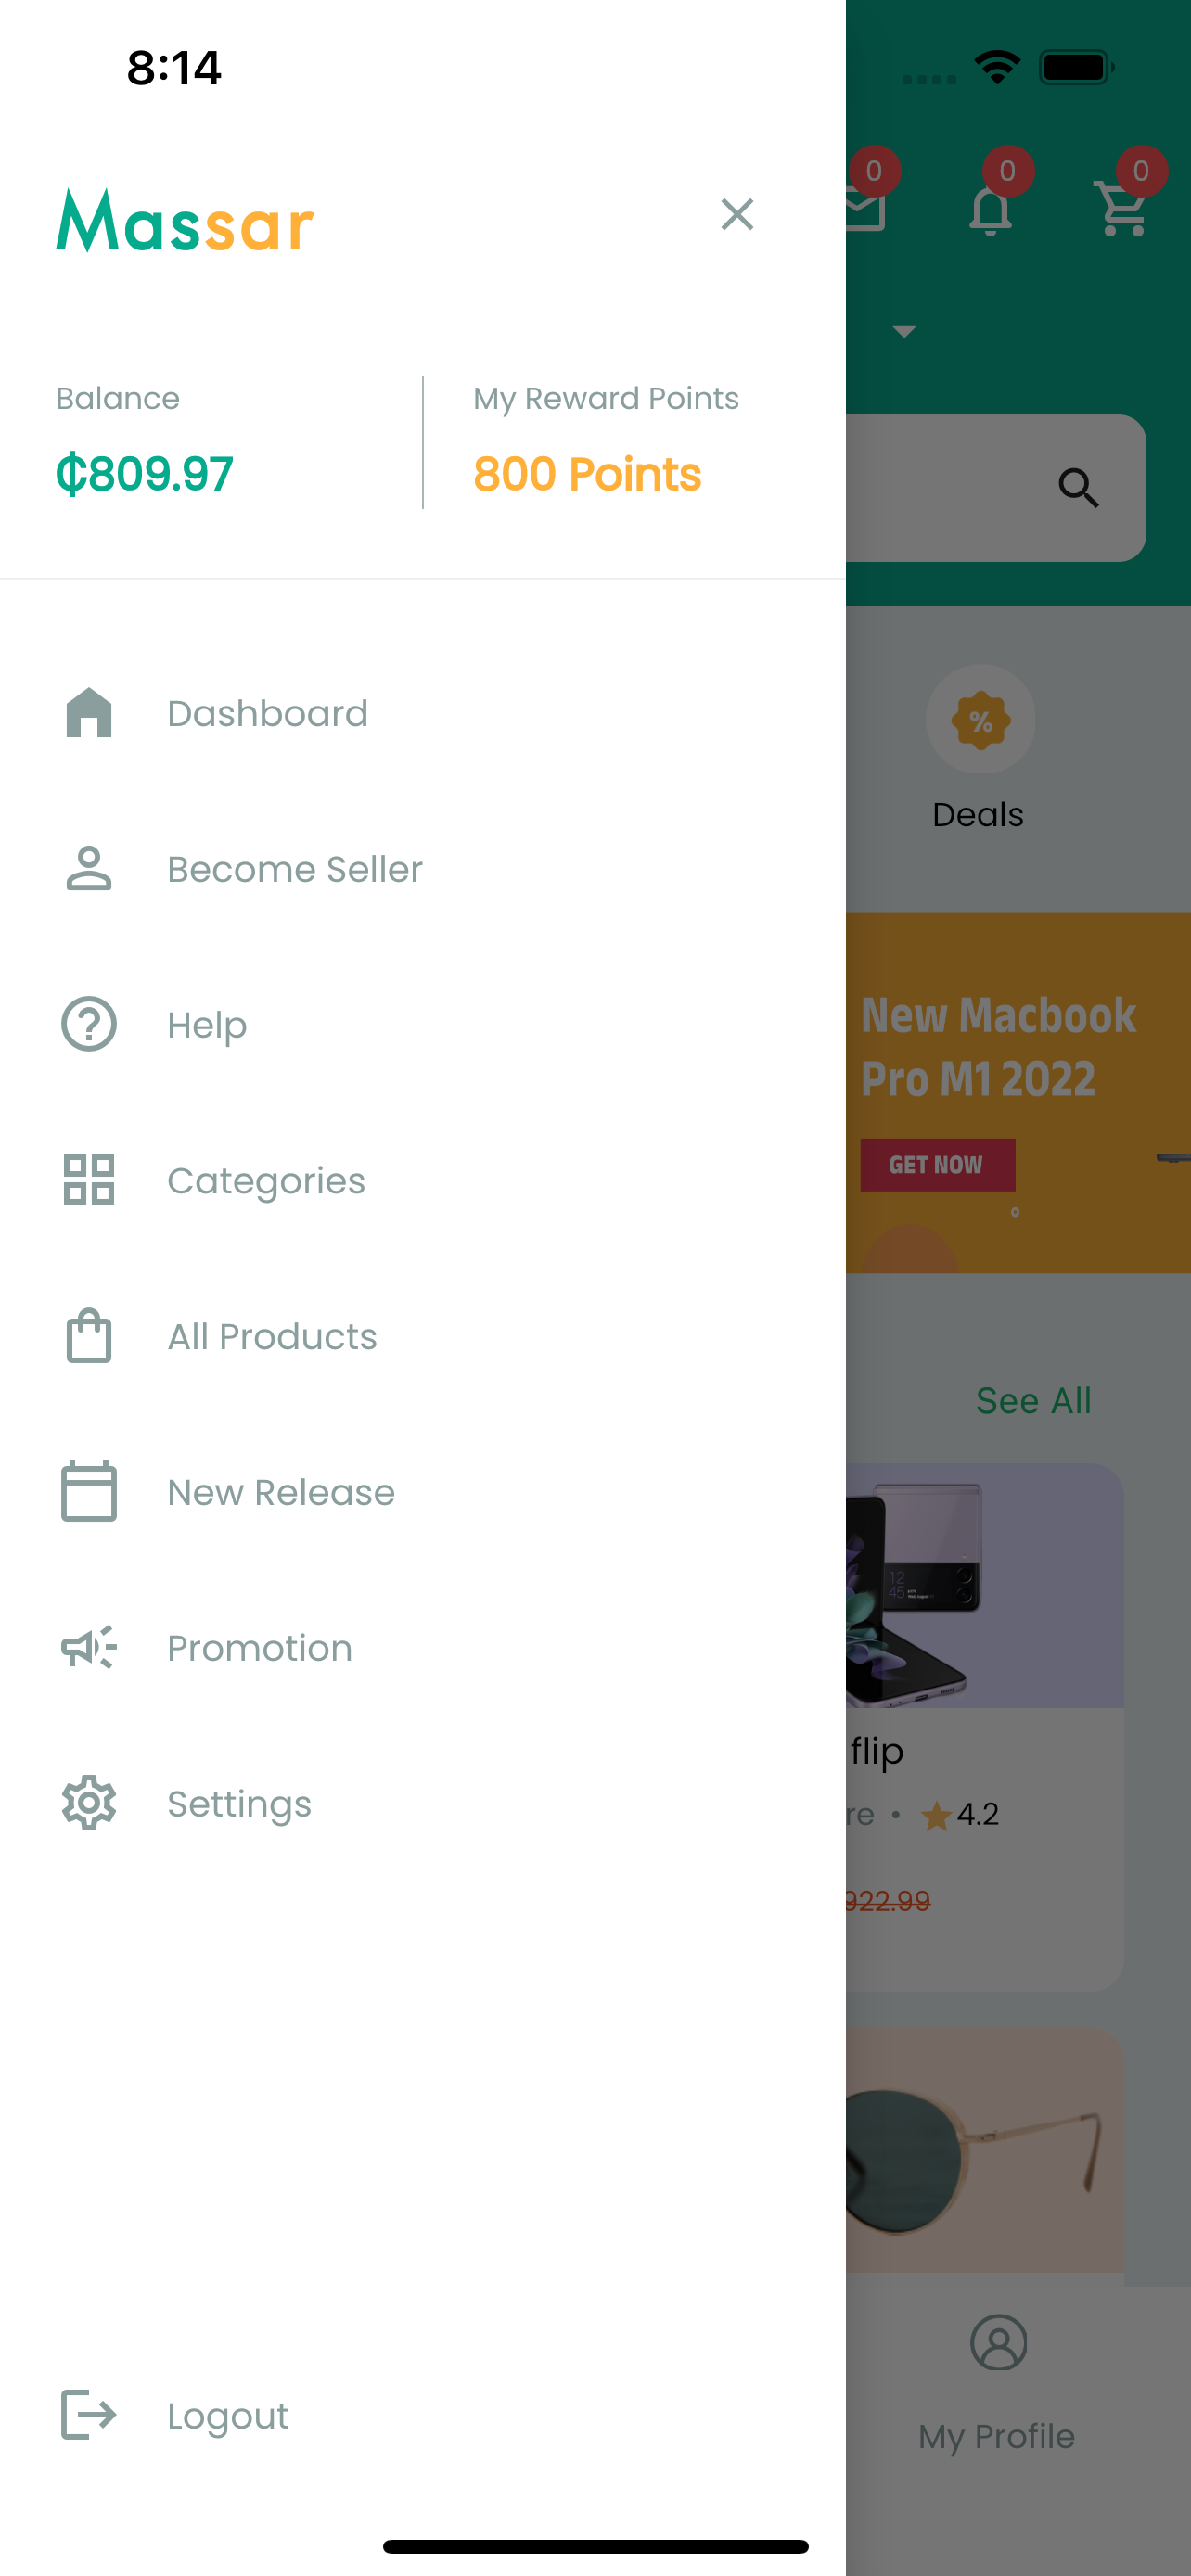 8:14
Massar
0
0
0
Balance
My Reward Points
₵809.97
800 Points
Dashboard
Become Seller
Help
Categories
All Products
New Release
Promotion
Settings
Logout
%
Deals
New Macbook
Pro M1 2022
GET NOW
See All
12
45
flip
re • 4.2
922.99
My Profile